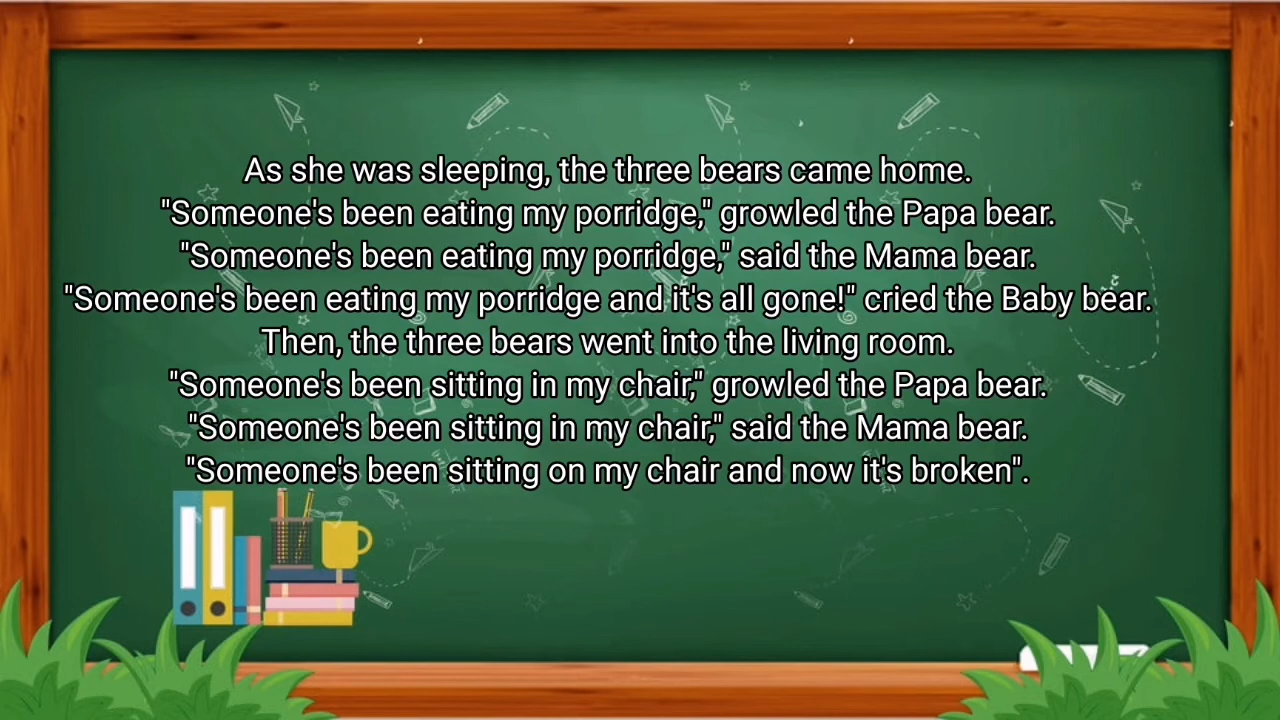 As she was sleeping, the three bears came home.
"Someone's been eating my porridge," growled the Papa bear.
"Someone's been eating my porridge," said the Mama bear.
"Someone's been eating my porridge and it's all gone!" cried the Baby bear.
Then, the three bears went into the living room.
"Someone's been sitting in my chair," growled the Papa bear.
"Someone's been sitting in my chair," said the Mama bear.
"Someone's been sitting on my chair and now it's broken".